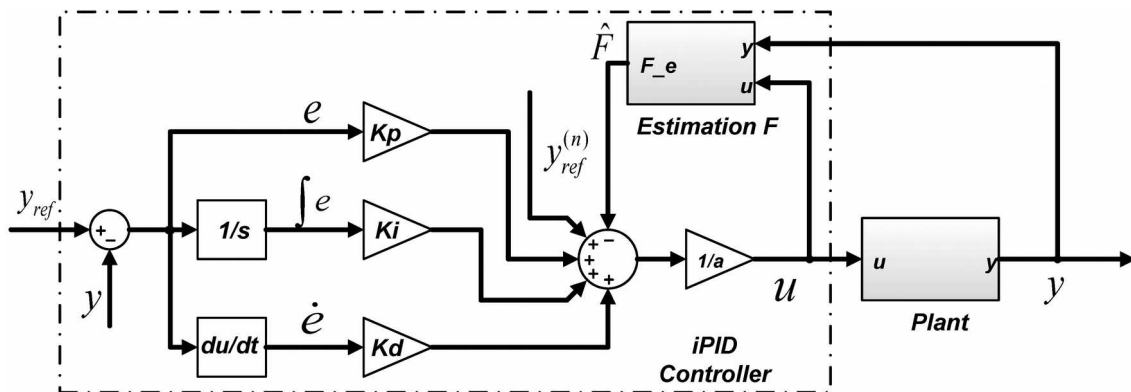 F̂
y
F_e
u
Estimation F
e
Kp
y_ref^(n)
y_ref
+
−
1/s
∫ e
Ki
+
−
+
+
+
1/a
u
u
y
y
Plant
y
du/dt
ė
Kd
iPID
Controller